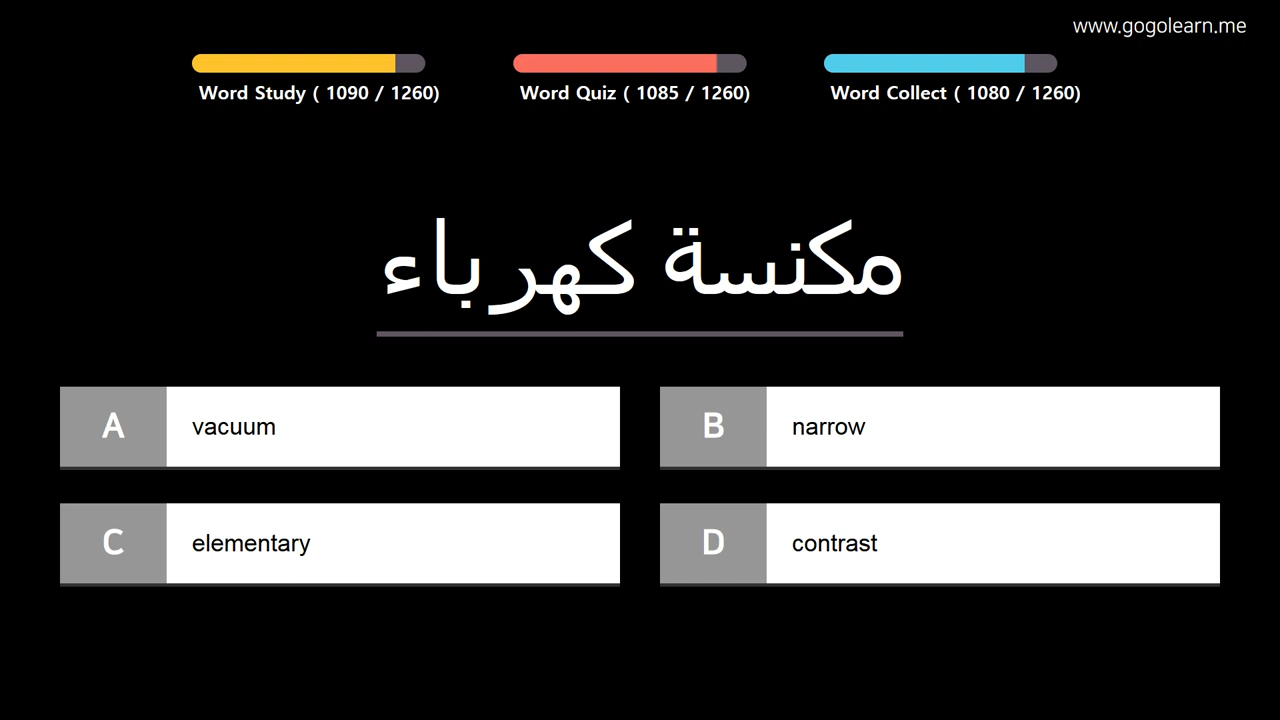 www.gogolearn.me
Word Study ( 1090 / 1260)
Word Quiz ( 1085 / 1260)
Word Collect ( 1080 / 1260)
مكنسة كهرباء
A vacuum
B narrow
C elementary
D contrast